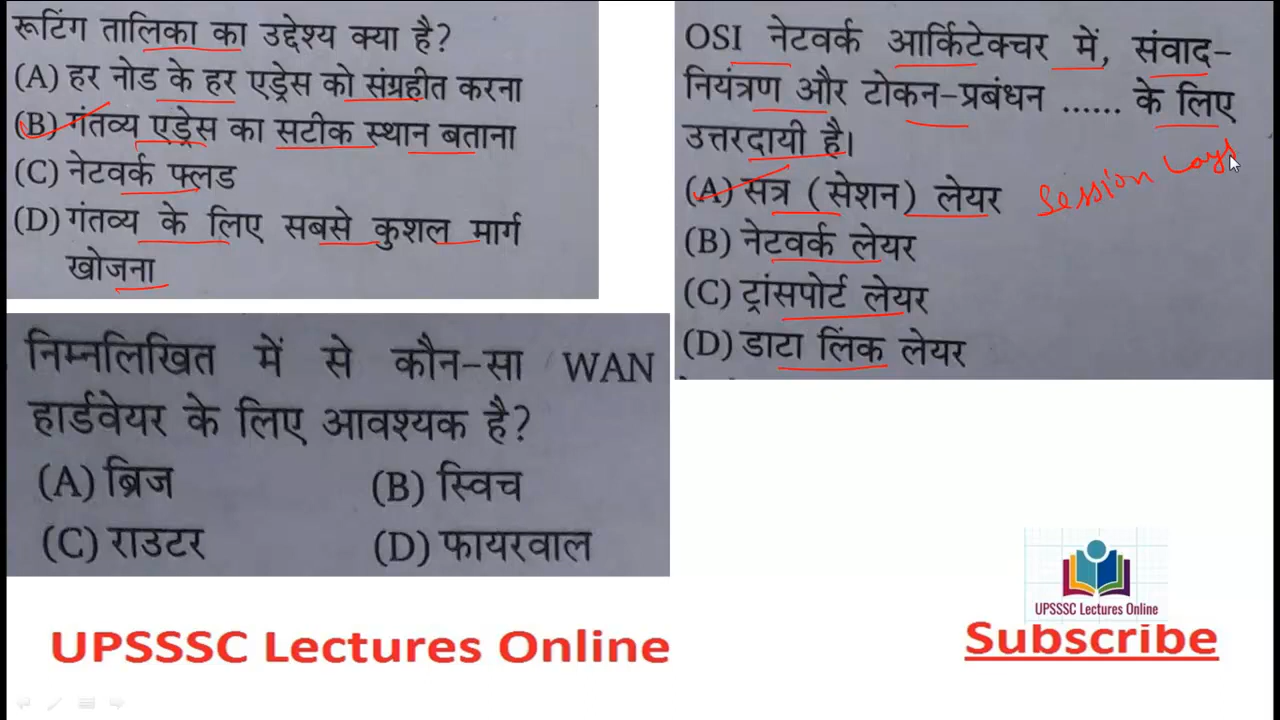 रूटिंग तालिका का उद्देश्य क्या है?
(A) हर नोड के हर एड्रेस को संग्रहीत करना
(B) गंतव्य एड्रेस का सटीक स्थान बताना
(C) नेटवर्क फ्लड
(D) गंतव्य के लिए सबसे कुशल मार्ग
खोजना
OSI नेटवर्क आर्किटेक्चर में, संवाद-
नियंत्रण और टोकन-प्रबंधन ...... के लिए
उत्तरदायी है।
(A) सत्र (सेशन) लेयर
Session
(B) नेटवर्क लेयर
(C) ट्रांसपोर्ट लेयर
(D) डाटा लिंक लेयर
निम्नलिखित में से कौन-सा WAN
हार्डवेयर के लिए आवश्यक है?
(A) ब्रिज (B) स्विच
(C) राउटर (D) फायरवाल
UPSSSC Lectures Online
UPSSSC Lectures Online
Subscribe